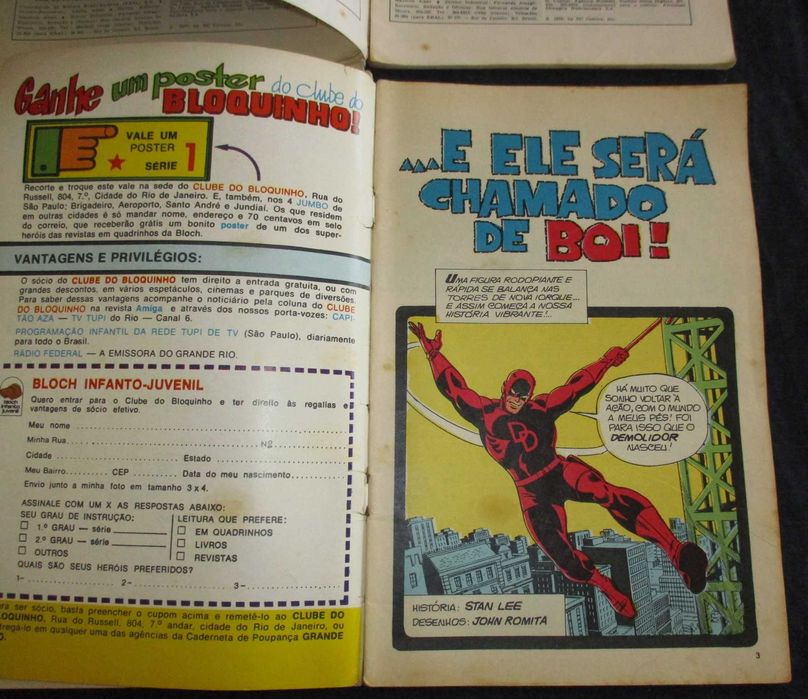 Ganhe um poster do clube do
BLOQUINHO!
VALE UM
POSTER
SÉRIE 1
Recorte e troque este vale na sede do CLUBE DO BLOQUINHO, Rua do
Russell, 804, 7.º, Cidade do Rio de Janeiro. E, também, nos 4 JUMBO de
São Paulo: Brigadeiro, Aeroporto, Santo André e Jundiaí. Os que residem
em outras cidades é só mandar nome, endereço e 70 centavos em selo
do correio, que receberão grátis um bonito poster de um dos super-
heróis das revistas em quadrinhos da Bloch.
VANTAGENS E PRIVILÉGIOS:
O sócio do CLUBE DO BLOQUINHO tem direito a entrada gratuita, ou com
grandes descontos, em vários espetáculos, cinemas e parques de diversões.
Para saber dessas vantagens acompanhe o noticiário pela coluna do CLUBE
DO BLOQUINHO na revista Amiga e através dos nossos porta-vozes: CAPI-
TÃO AZA — TV TUPI do Rio — Canal 6.
PROGRAMAÇÃO INFANTIL DA REDE TUPI DE TV (São Paulo), diariamente
para todo o Brasil.
RÁDIO FEDERAL — A EMISSORA DO GRANDE RIO.
BLOCH INFANTO-JUVENIL
bloch
infanto
juvenil
Quero entrar para o Clube do Bloquinho e ter direito às regalias e
vantagens de sócio efetivo.
Meu nome
Minha Rua Nº
Cidade Estado
Meu Bairro CEP Data do meu nascimento
Envio junto a minha foto em tamanho 3 x 4.
ASSINALE COM UM X AS RESPOSTAS ABAIXO:
SEU GRAU DE INSTRUÇÃO: LEITURA QUE PREFERE:
1.º GRAU — série EM QUADRINHOS
2.º GRAU — série LIVROS
OUTROS REVISTAS
QUAIS SÃO SEUS HERÓIS PREFERIDOS?
1- 2- 3-
ser sócio, basta preencher o cupom acima e remetê-lo ao CLUBE DO
BLOQUINHO, Rua do Russell, 804, 7.º andar, cidade do Rio de Janeiro, ou
em qualquer uma das agências da Caderneta de Poupança GRANDE
...E ELE SERÁ
CHAMADO
DE BOI!
UMA FIGURA RODOPIANTE E
RÁPIDA SE BALANÇA NAS
TORRES DE NOVA IORQUE...
E ASSIM COMEÇA A NOSSA
HISTÓRIA VIBRANTE!..
HÁ MUITO QUE
SONHO VOLTAR À
AÇÃO, COM O MUNDO
A MEUS PÉS! FOI
PARA ISSO QUE O
DEMOLIDOR
NASCEU!
DD
HISTÓRIA: STAN LEE
DESENHOS: JOHN ROMITA
3